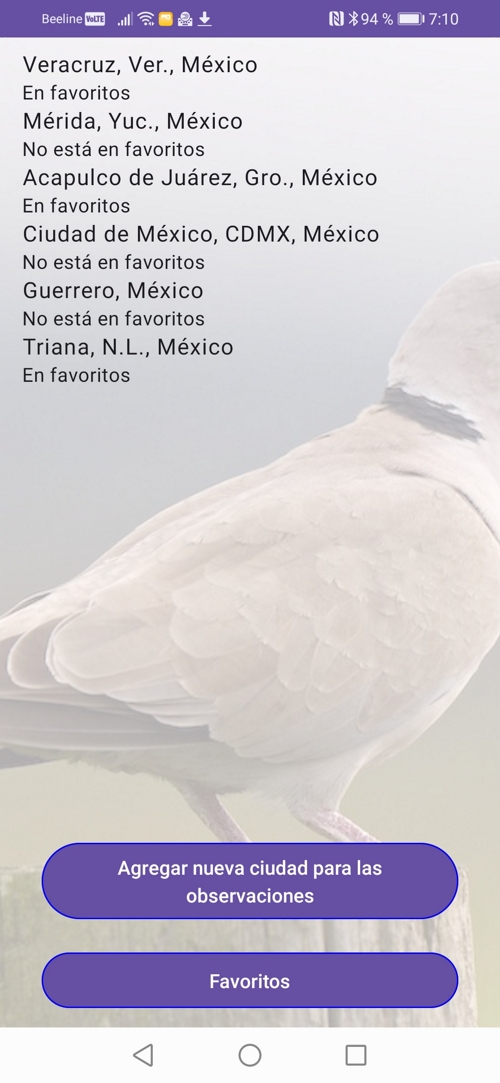 Beeline VoLTE 94 % 7:10
Veracruz, Ver., México
En favoritos
Mérida, Yuc., México
No está en favoritos
Acapulco de Juárez, Gro., México
En favoritos
Ciudad de México, CDMX, México
No está en favoritos
Guerrero, México
No está en favoritos
Triana, N.L., México
En favoritos
Agregar nueva ciudad para las
observaciones
Favoritos